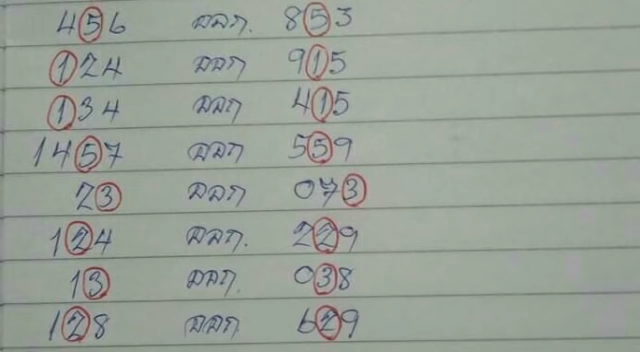 456 ออก. 853
124 ออก 915
134 ออก 415
1457 ออก 559
23 ออก 073
124 ออก. 229
13 ออก. 038
128 ออก 629